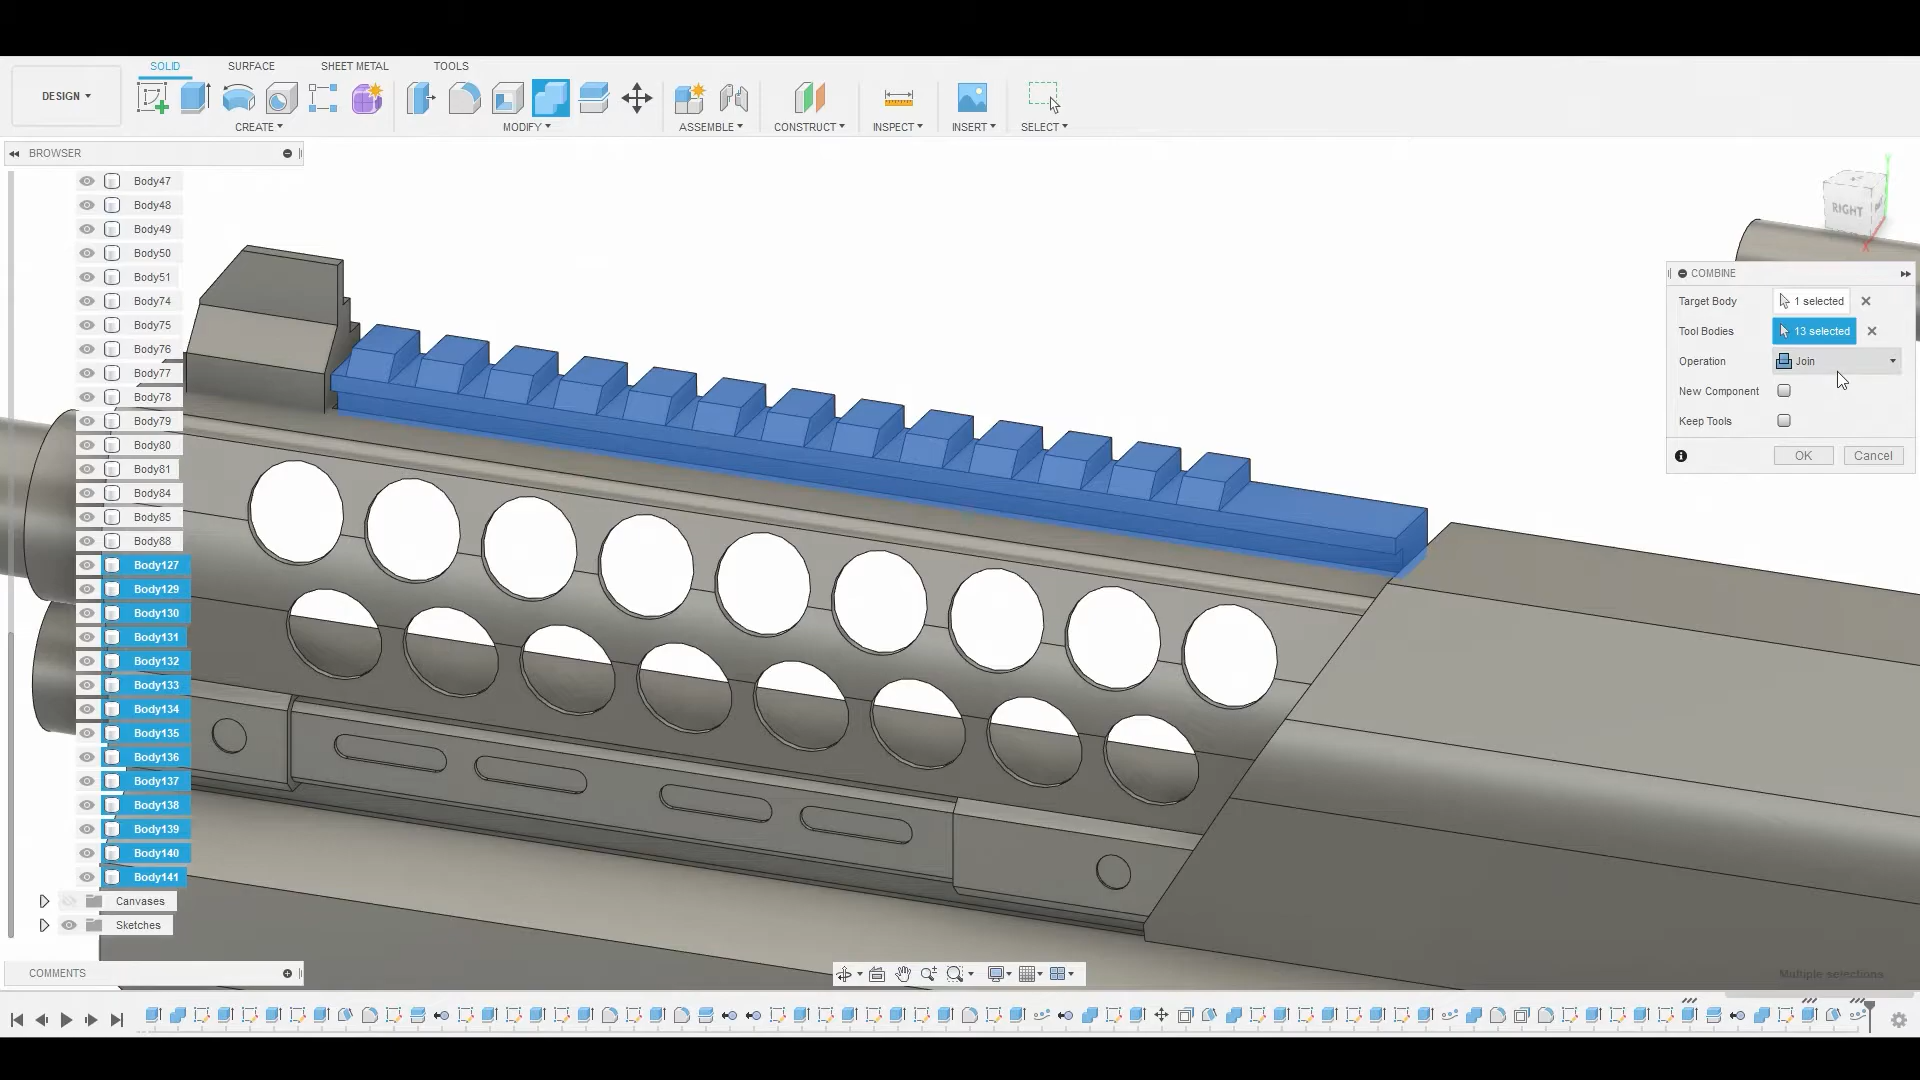 SOLID SURFACE SHEET METAL TOOLS
DESIGN
CREATE MODIFY ASSEMBLE CONSTRUCT INSPECT INSERT SELECT
BROWSER
Body47
Body48
Body49
Body50
Body51
Body74
Body75
Body76
Body77
Body78
Body79
Body80
Body81
Body84
Body85
Body88
Body127
Body129
Body130
Body131
Body132
Body133
Body134
Body135
Body136
Body137
Body138
Body139
Body140
Body141
Canvases
Sketches
COMMENTS
RIGHT
Y
X
COMBINE
Target Body 1 selected
Tool Bodies 13 selected
Operation Join
New Component
Keep Tools
OK Cancel
Multiple selections